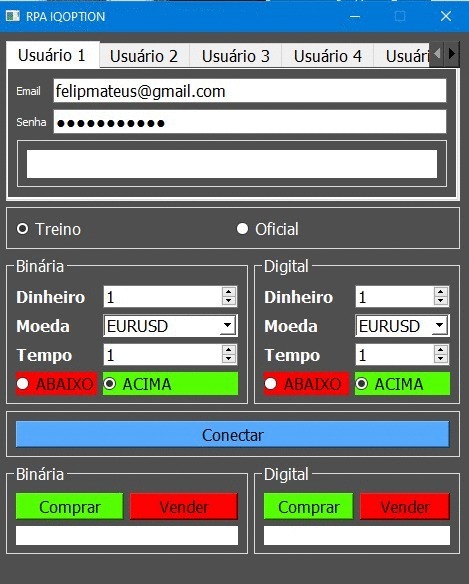 RPA IQOPTION
Usuário 1 Usuário 2 Usuário 3 Usuário 4 Usuári
Email felipmateus@gmail.com
Senha ●●●●●●●●●●●
Treino Oficial
Binária Digital
Dinheiro 1 Dinheiro 1
Moeda EURUSD Moeda EURUSD
Tempo 1 Tempo 1
ABAIXO ACIMA ABAIXO ACIMA
Conectar
Binária Digital
Comprar Vender Comprar Vender